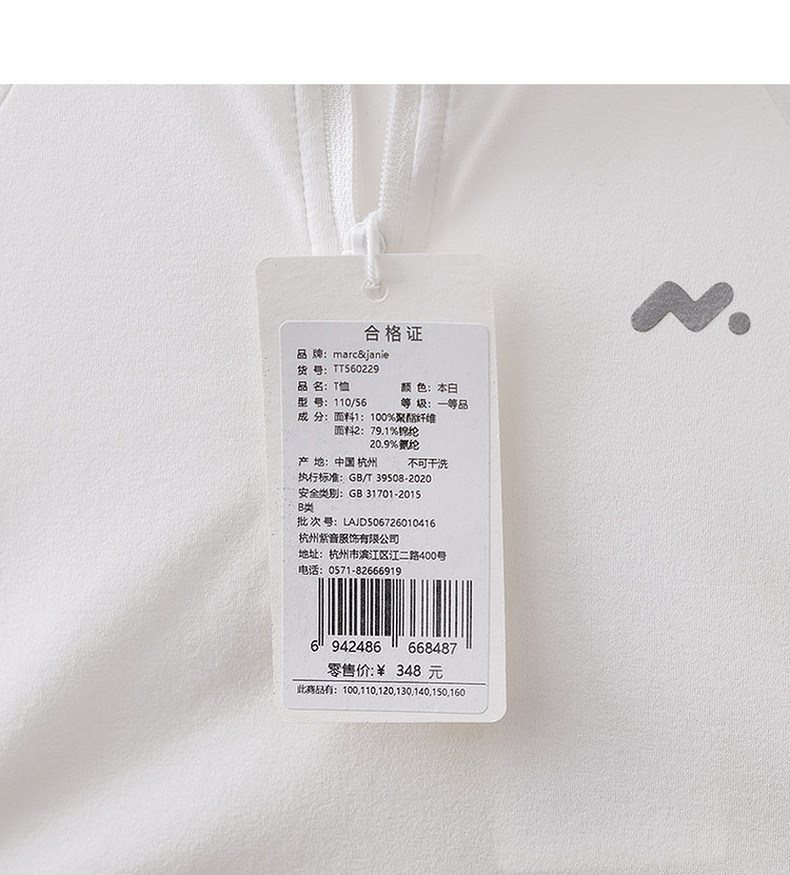 合格证
品 牌：marc&janie
货 号：TT560229
品 名：T恤 颜 色：本白
型 号：110/56 等 级：一等品
成 分：面料1：100%聚酯纤维
面料2：79.1%锦纶
20.9%氨纶
产 地：中国 杭州 不可干洗
执行标准：GB/T 39508-2020
安全类别：GB 31701-2015
B类
批 次 号：LAJD506726010416
杭州紫音服饰有限公司
地址：杭州市滨江区江二路400号
电话：0571-82666919
6 942486 668487
零售价:¥ 348 元
此商品有：100,110,120,130,140,150,160